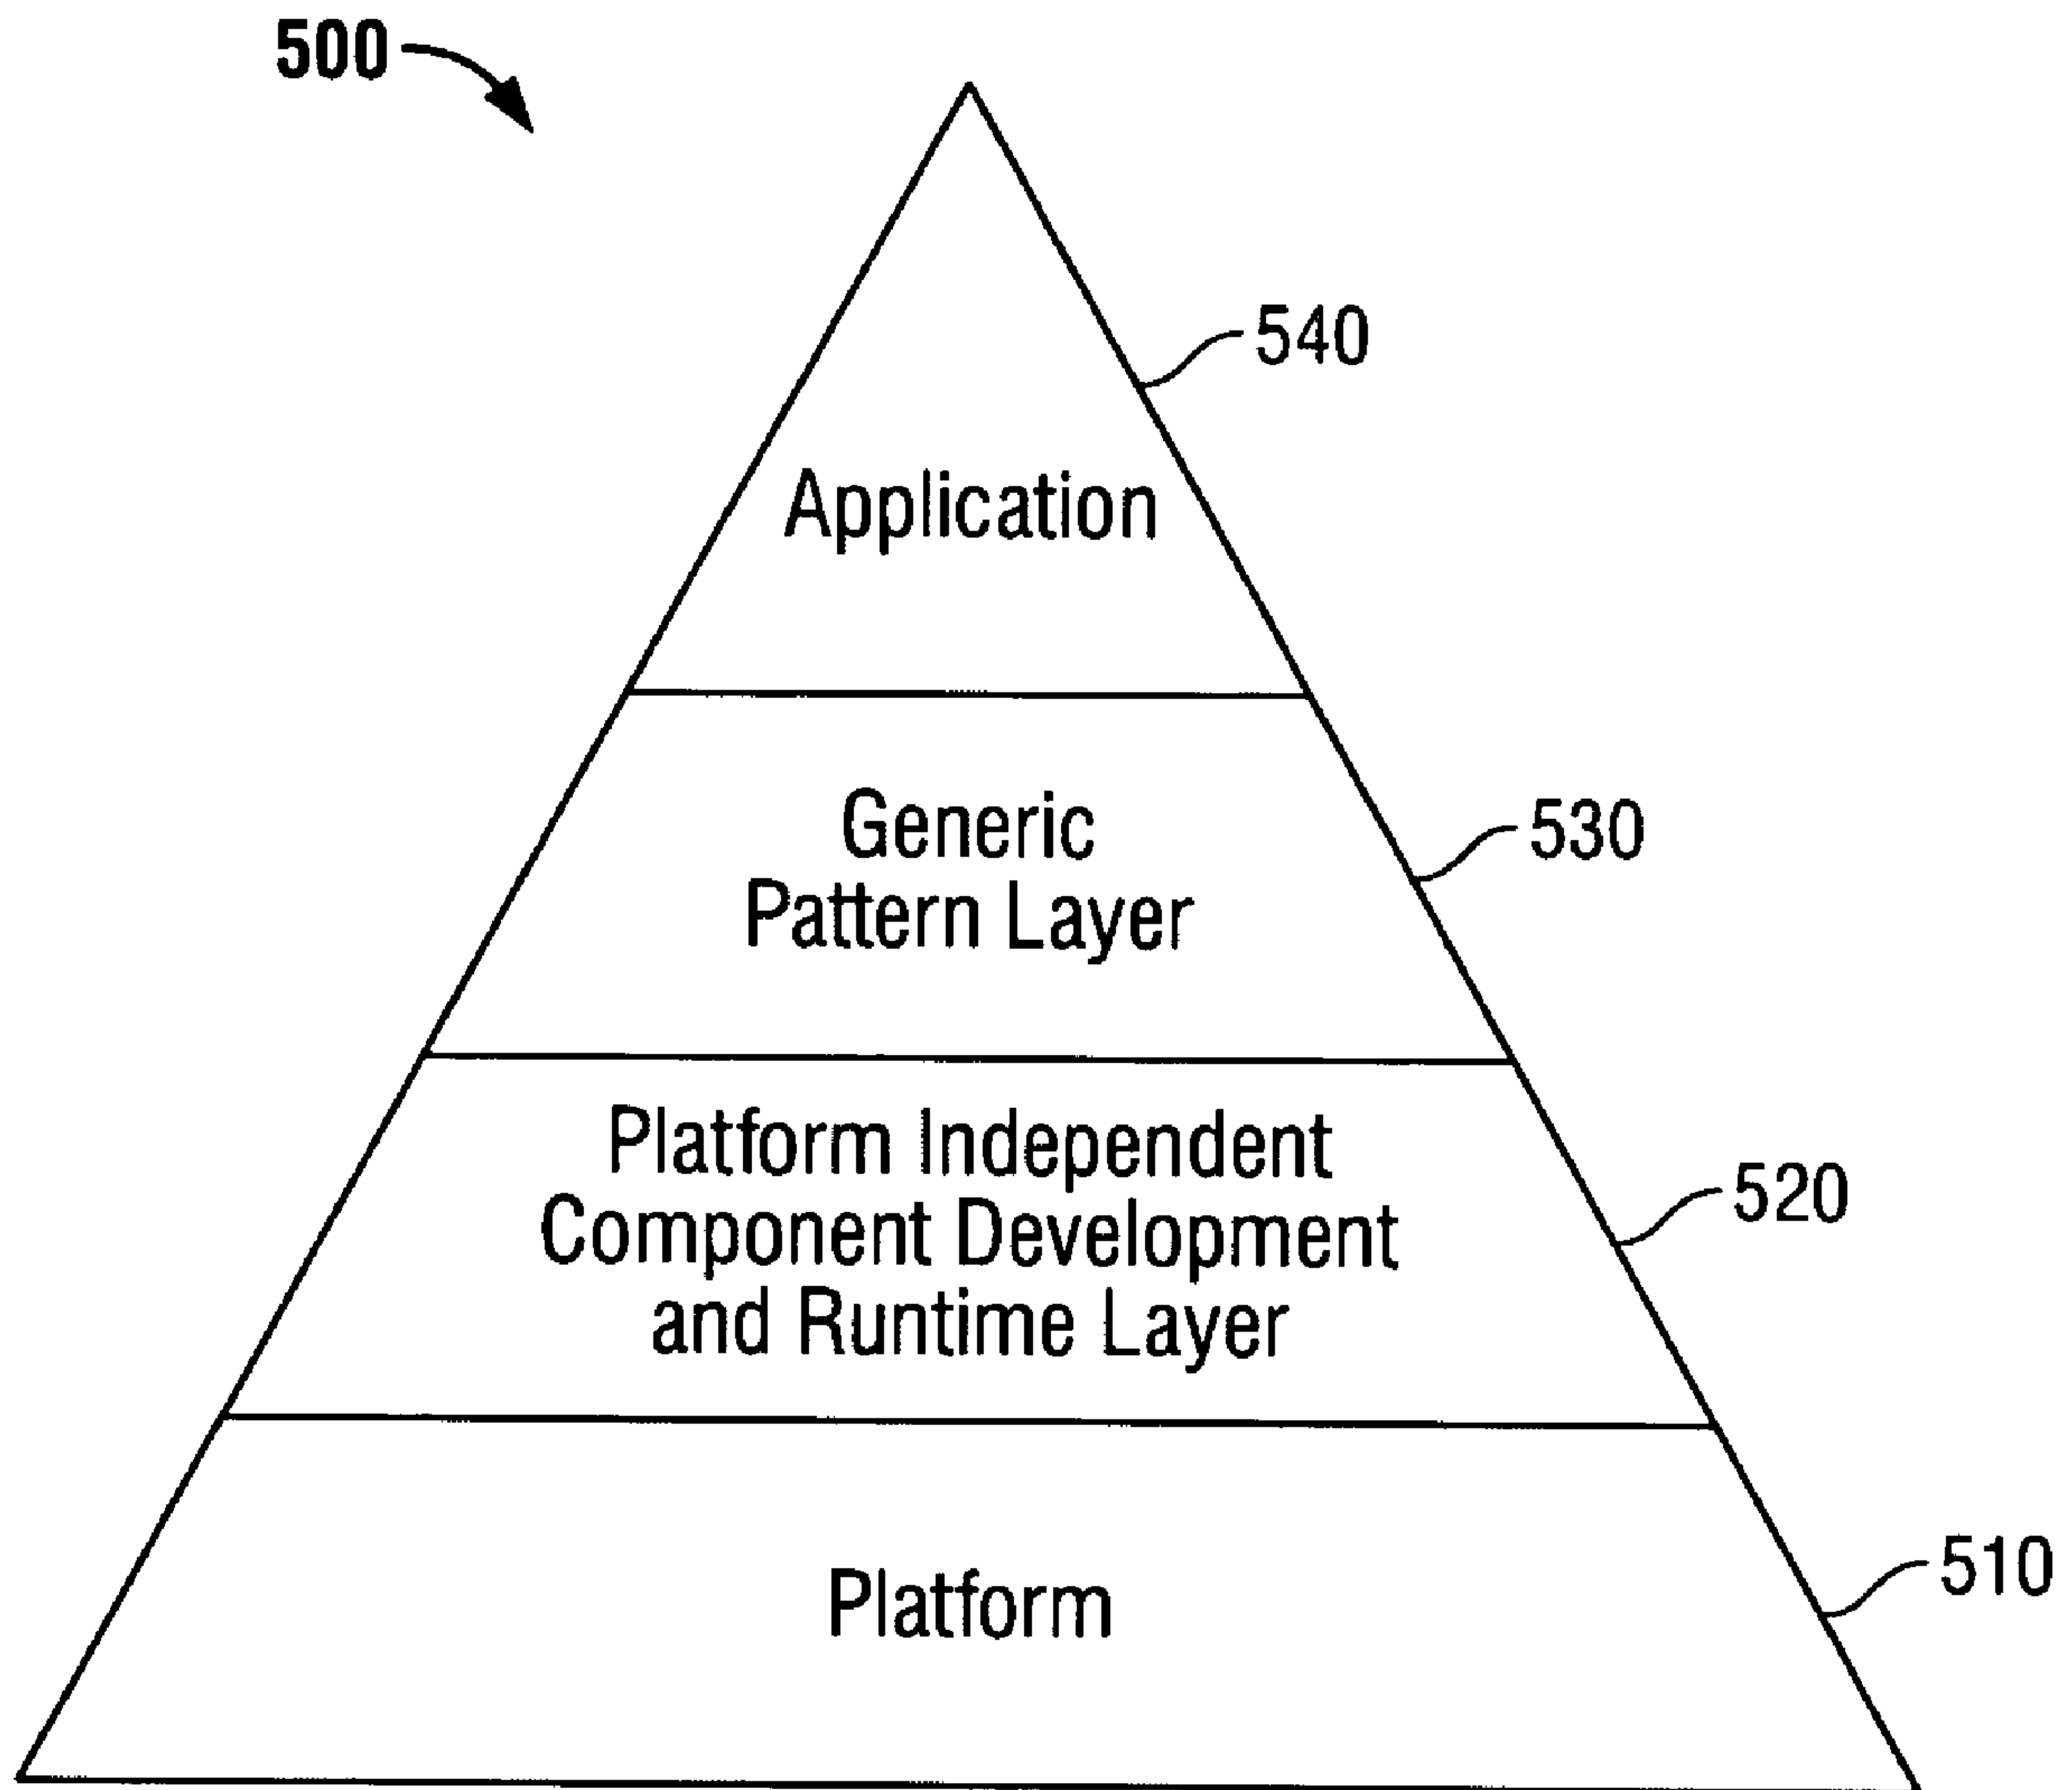 500
540
Application
Generic
530
Pattern Layer
Platform Independent
520
Component Development
and Runtime Layer
510
Platform